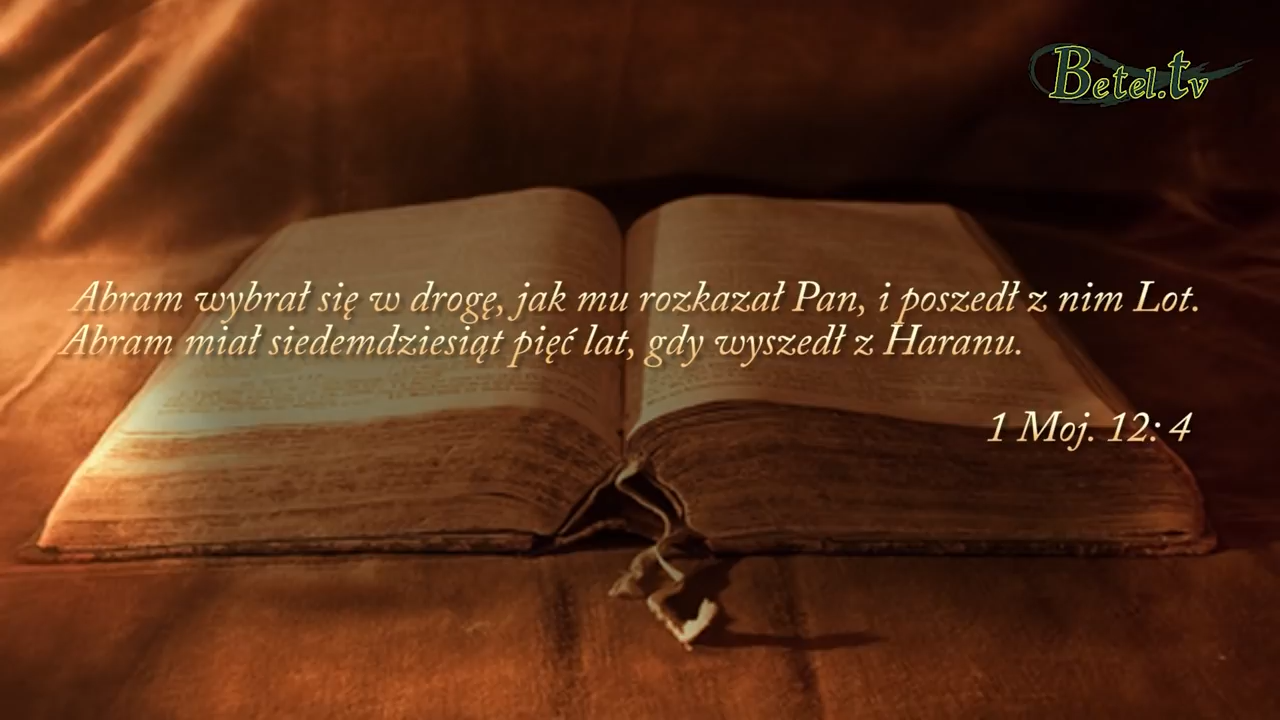 Betel.tv
Abram wybrał się w drogę, jak mu rozkazał Pan, i poszedł z nim Lot.
Abram miał siedemdziesiąt pięć lat, gdy wyszedł z Haranu.
1 Moj. 12: 4